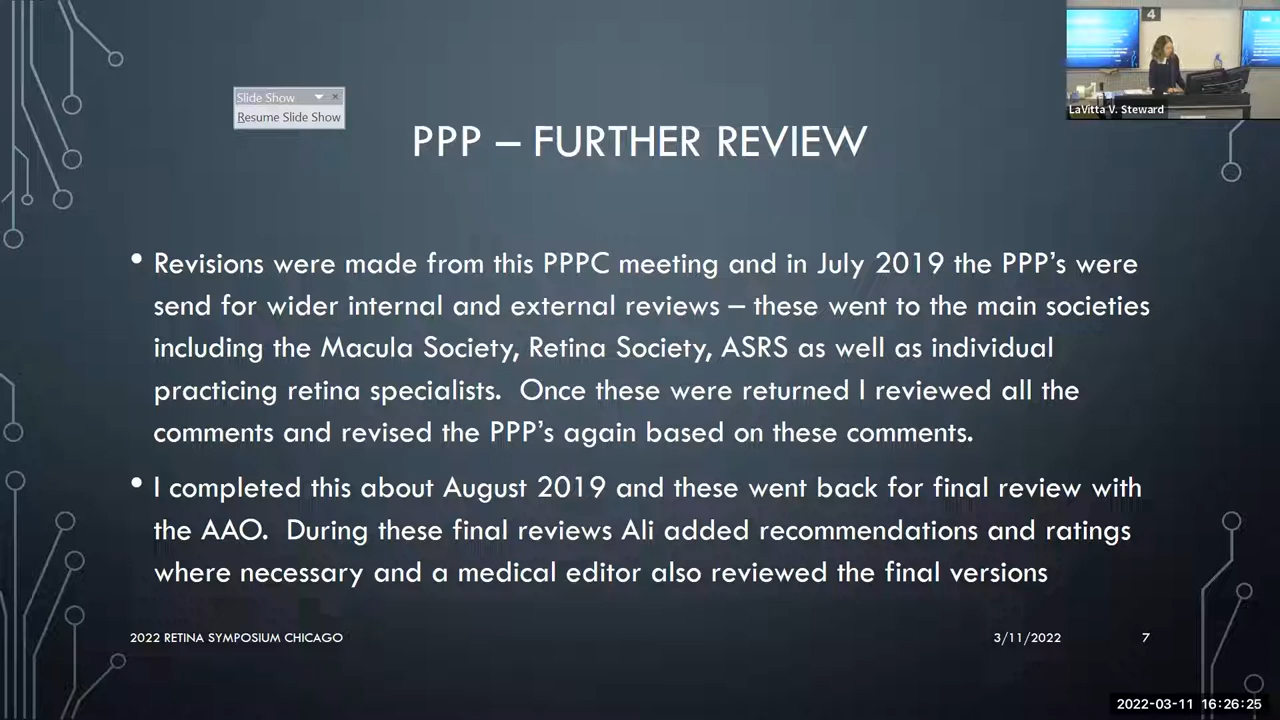 4
LaVitta V. Steward
Slide Show
Resume Slide Show
PPP – FURTHER REVIEW
• Revisions were made from this PPPC meeting and in July 2019 the PPP’s were
send for wider internal and external reviews – these went to the main societies
including the Macula Society, Retina Society, ASRS as well as individual
practicing retina specialists.  Once these were returned I reviewed all the
comments and revised the PPP’s again based on these comments.
• I completed this about August 2019 and these went back for final review with
the AAO.  During these final reviews Ali added recommendations and ratings
where necessary and a medical editor also reviewed the final versions
2022 RETINA SYMPOSIUM CHICAGO
3/11/2022
7
2022-03-11 16:26:25